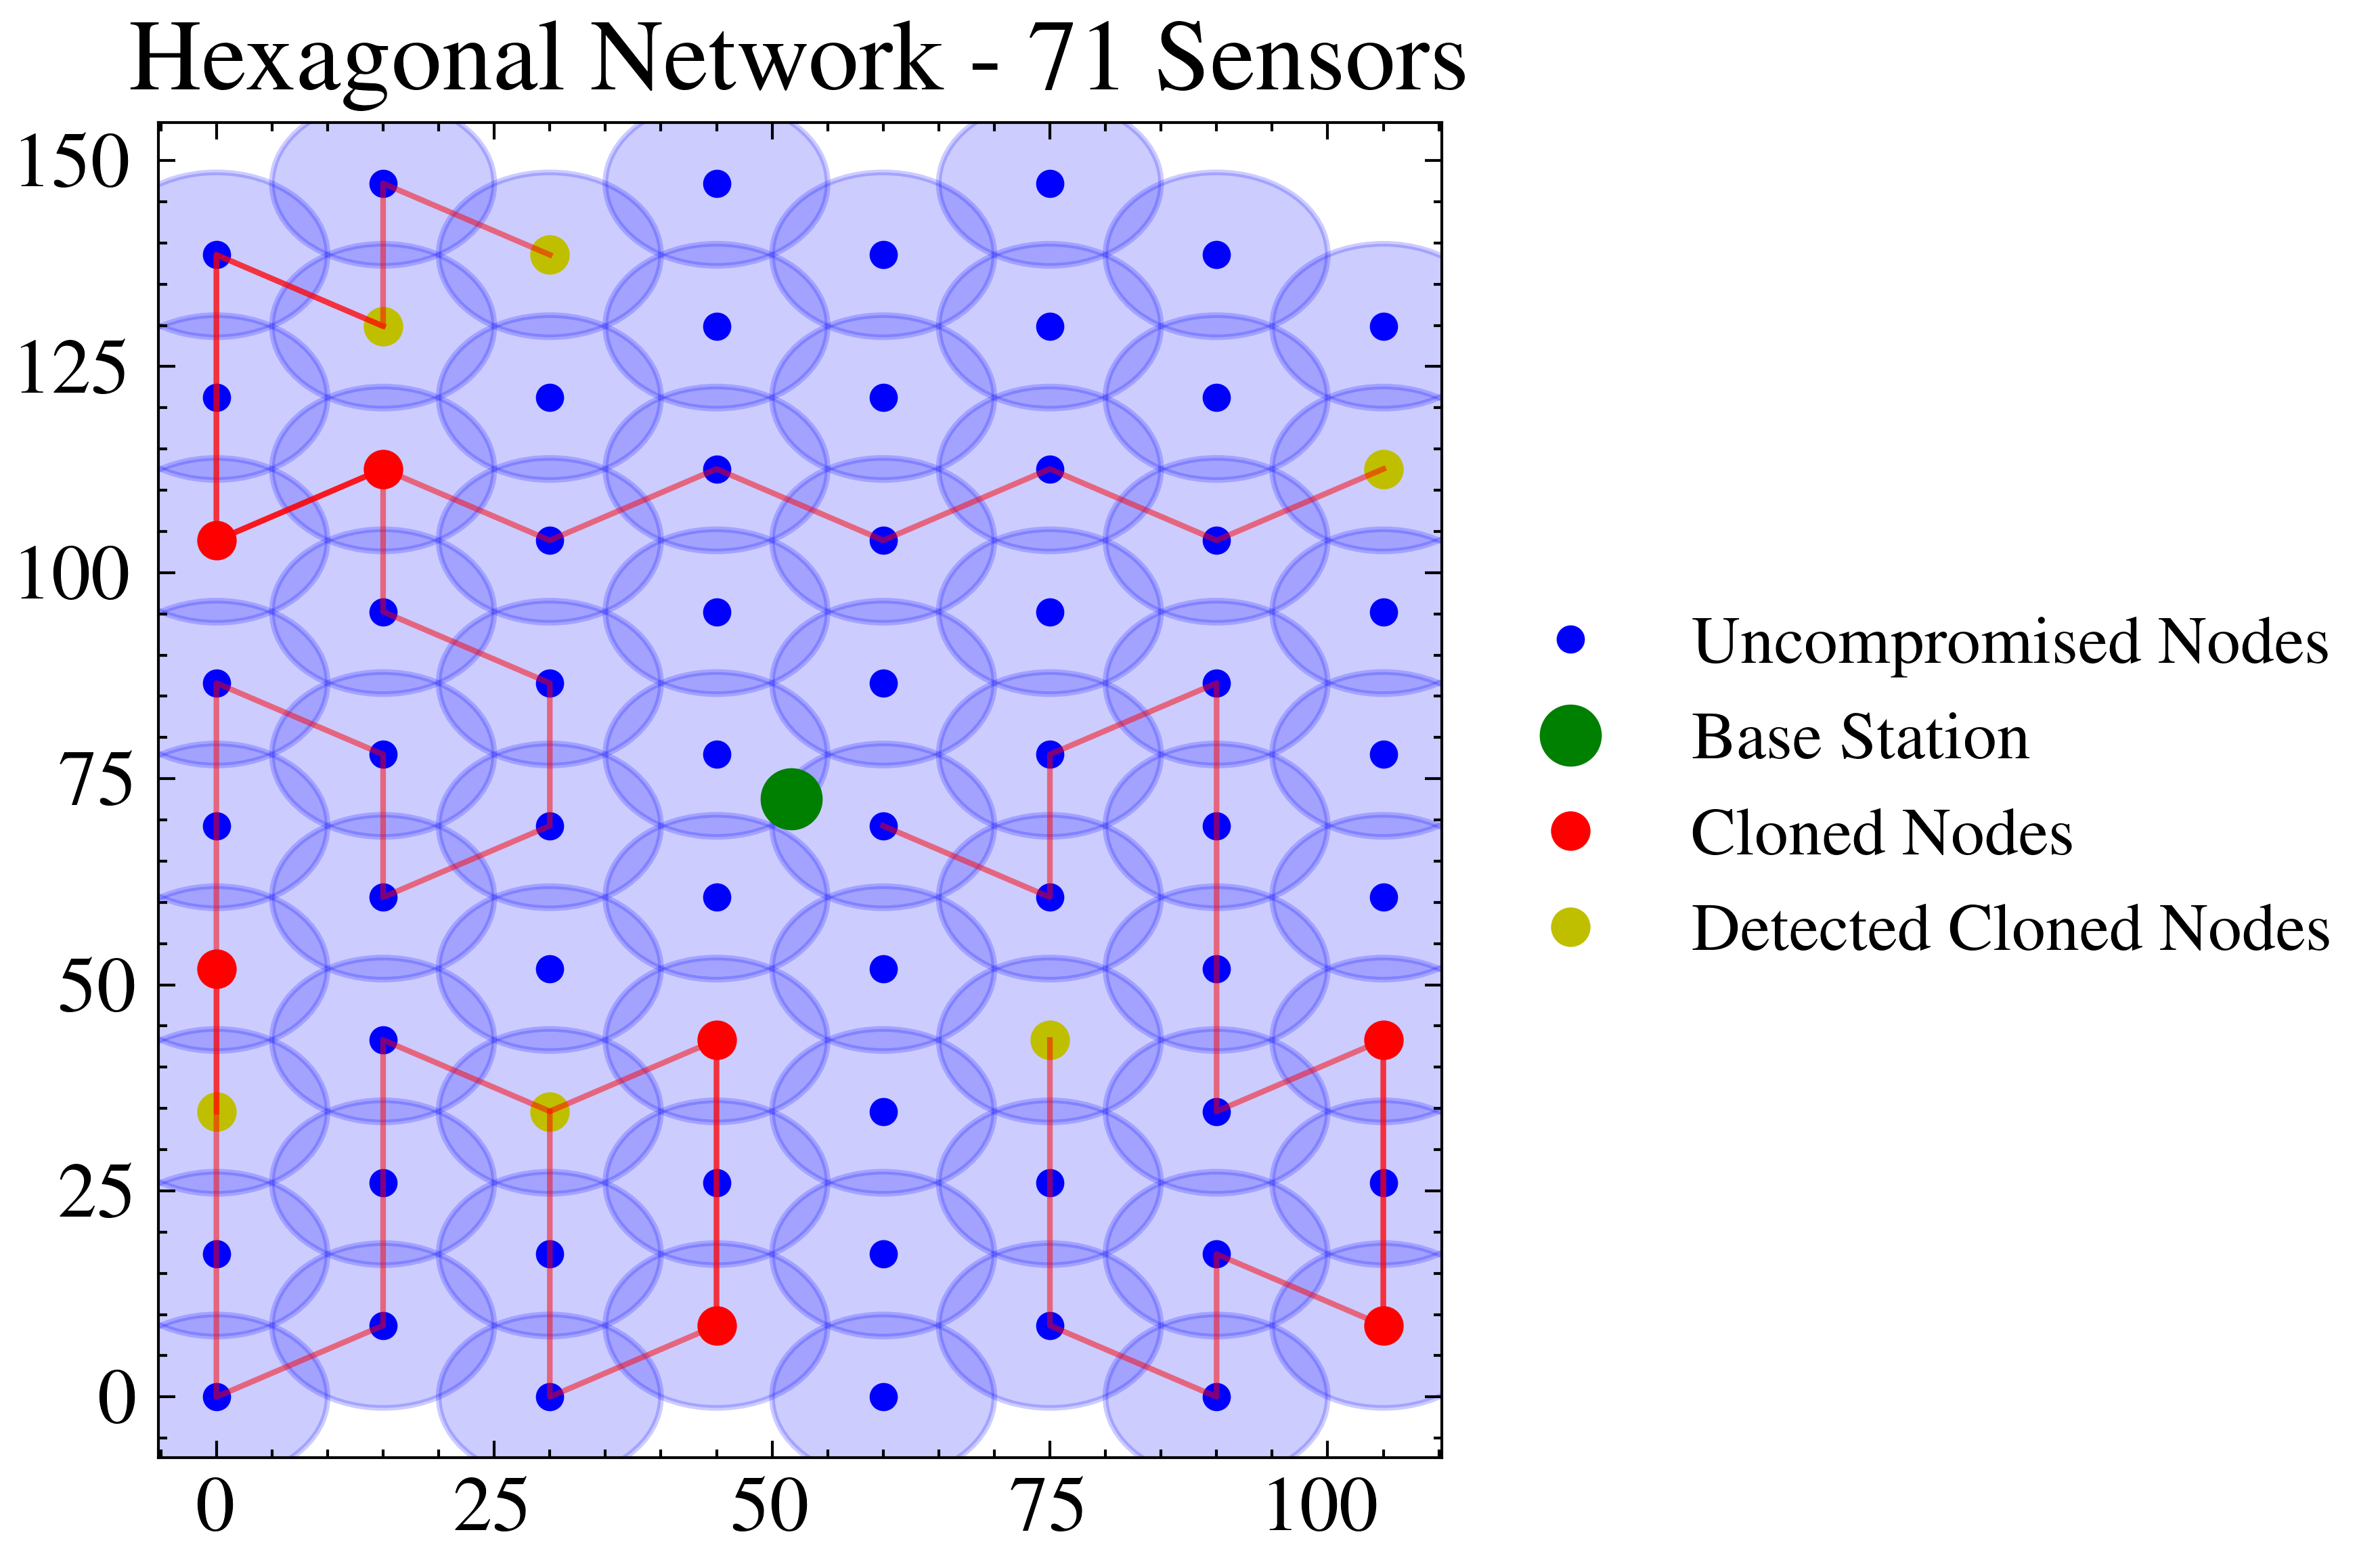 Hexagonal Network - 71 Sensors
150
125
100
75
50
25
0
0 25 50 75 100
Uncompromised Nodes
Base Station
Cloned Nodes
Detected Cloned Nodes